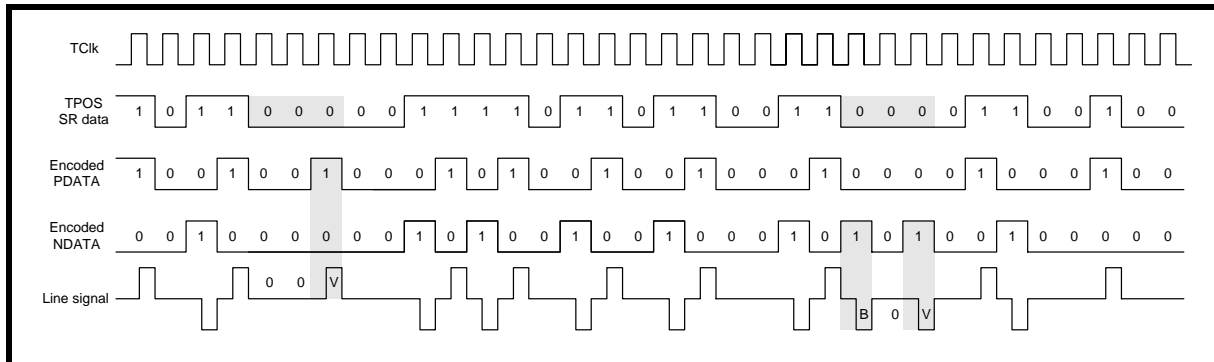 TClk
TPOS
SR data
1 0 1 1 0 0 0 0 0 1 1 1 1 0 1 1 0 1 1 0 0 1 1 0 0 0 0 1 1 0 0 1 0 0
Encoded
PDATA
1 0 0 1 0 0 1 0 0 0 1 0 1 0 0 1 0 0 1 0 0 0 1 0 0 0 0 1 0 0 0 1 0 0
Encoded
NDATA
0 0 1 0 0 0 0 0 0 1 0 1 0 0 1 0 0 1 0 0 0 1 0 1 0 1 0 0 1 0 0 0 0 0
Line signal
0 0 V
B 0 V